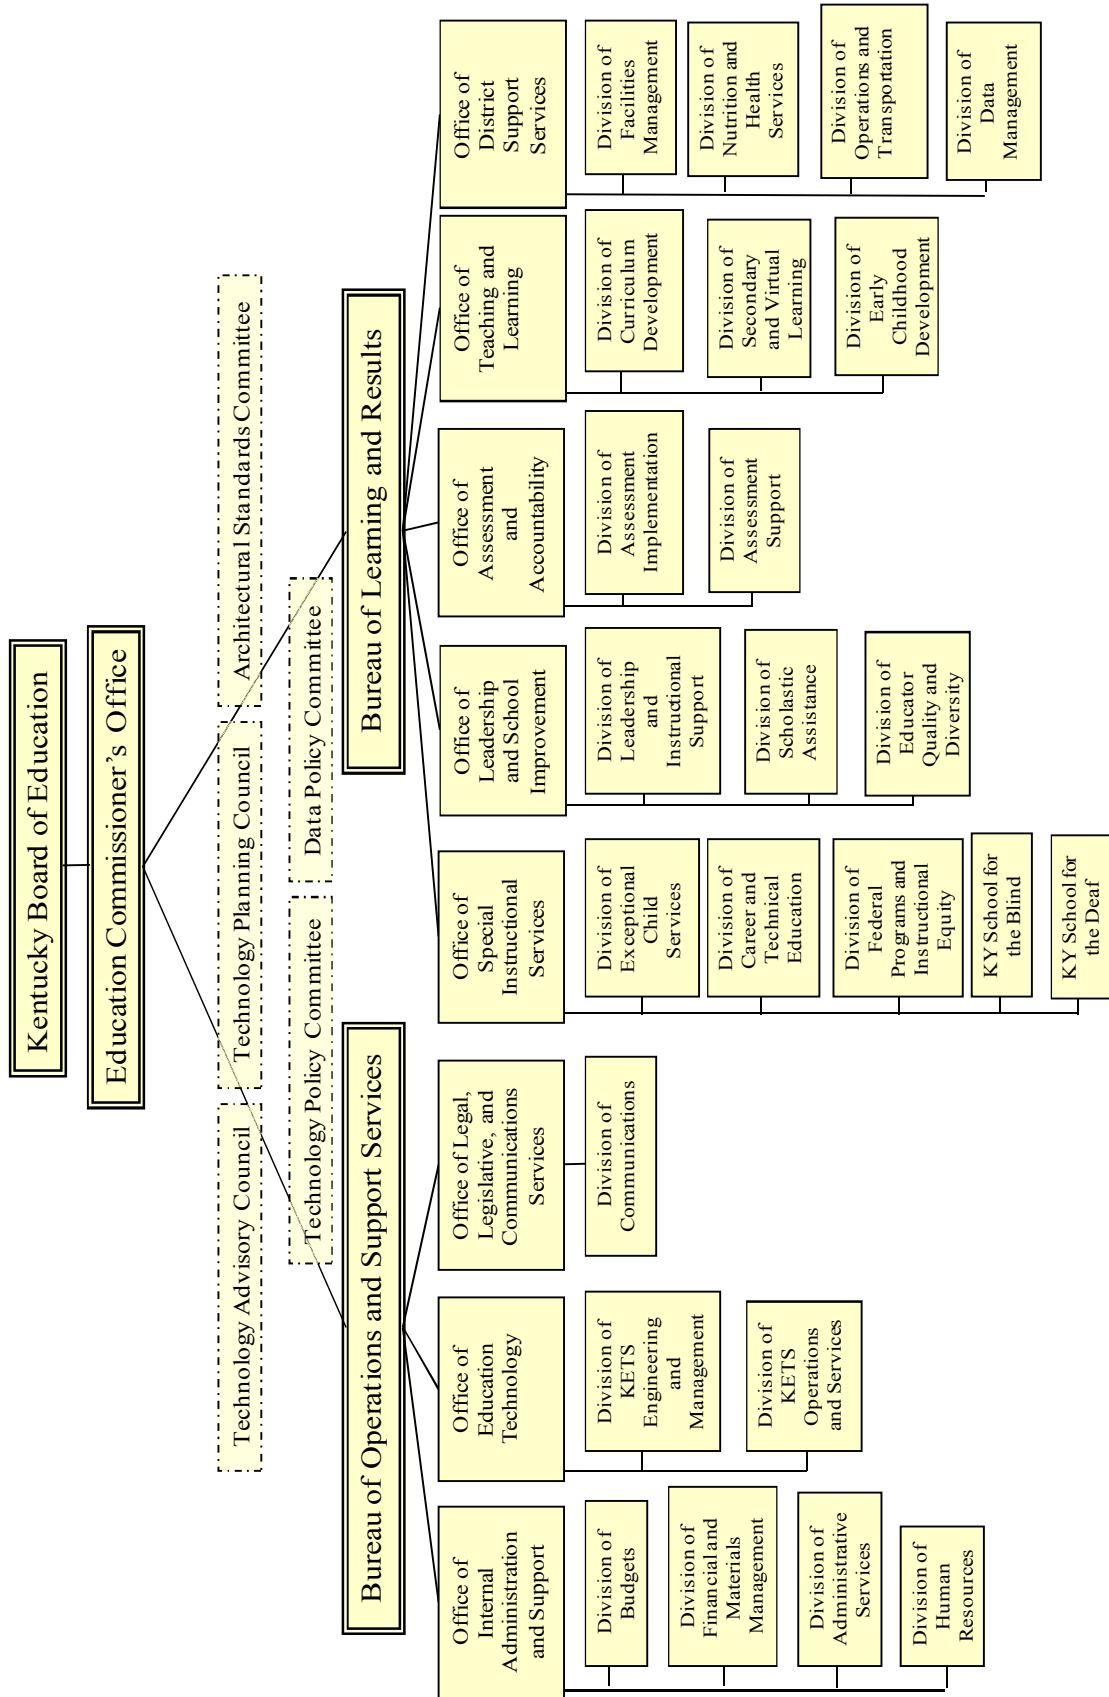 Kentucky Board of Education
Education Commissioner's Office
Technology Advisory Council
Technology Planning Council
Architectural Standards Committee
Technology Policy Committee
Data Policy Committee
Bureau of Operations and Support Services
Bureau of Learning and Results
Office of
Internal
Administration
and Support
Division of
Budgets
Division of
Financial and
Materials
Management
Division of
Administrative
Services
Division of
Human
Resources
Office of
Education
Technology
Division of
KETS
Engineering
and
Management
Division of
KETS
Operations
and Services
Office of Legal,
Legislative, and
Communications
Services
Division of
Communications
Office of
Special
Instructional
Services
Division of
Exceptional
Child
Services
Division of
Career and
Technical
Education
Division of
Federal
Programs and
Instructional
Equity
KY School for
the Blind
KY School for
the Deaf
Office of
Leadership
and School
Improvement
Division of
Leadership
and
Instructional
Support
Division of
Scholastic
Assistance
Division of
Educator
Quality and
Diversity
Office of
Assessment
and
Accountability
Division of
Assessment
Implementation
Division of
Assessment
Support
Office of
Teaching and
Learning
Division of
Curriculum
Development
Division of
Secondary
and Virtual
Learning
Division of
Early
Childhood
Development
Office of
District
Support
Services
Division of
Facilities
Management
Division of
Nutrition and
Health
Services
Division of
Operations and
Transportation
Division of
Data
Management